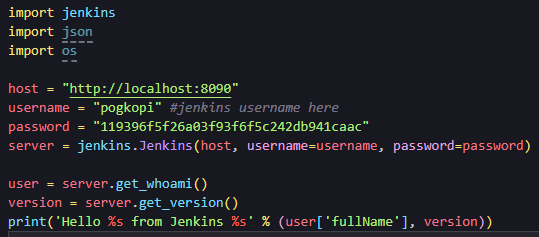 import jenkins
import json
import os
host = "http://localhost:8090"
username = "pogkopi" #jenkins username here
password = "119396f5f26a03f93f6f5c242db941caac"
server = jenkins.Jenkins(host, username=username, password=password)
user = server.get_whoami()
version = server.get_version()
print('Hello %s from Jenkins %s' % (user['fullName'], version))